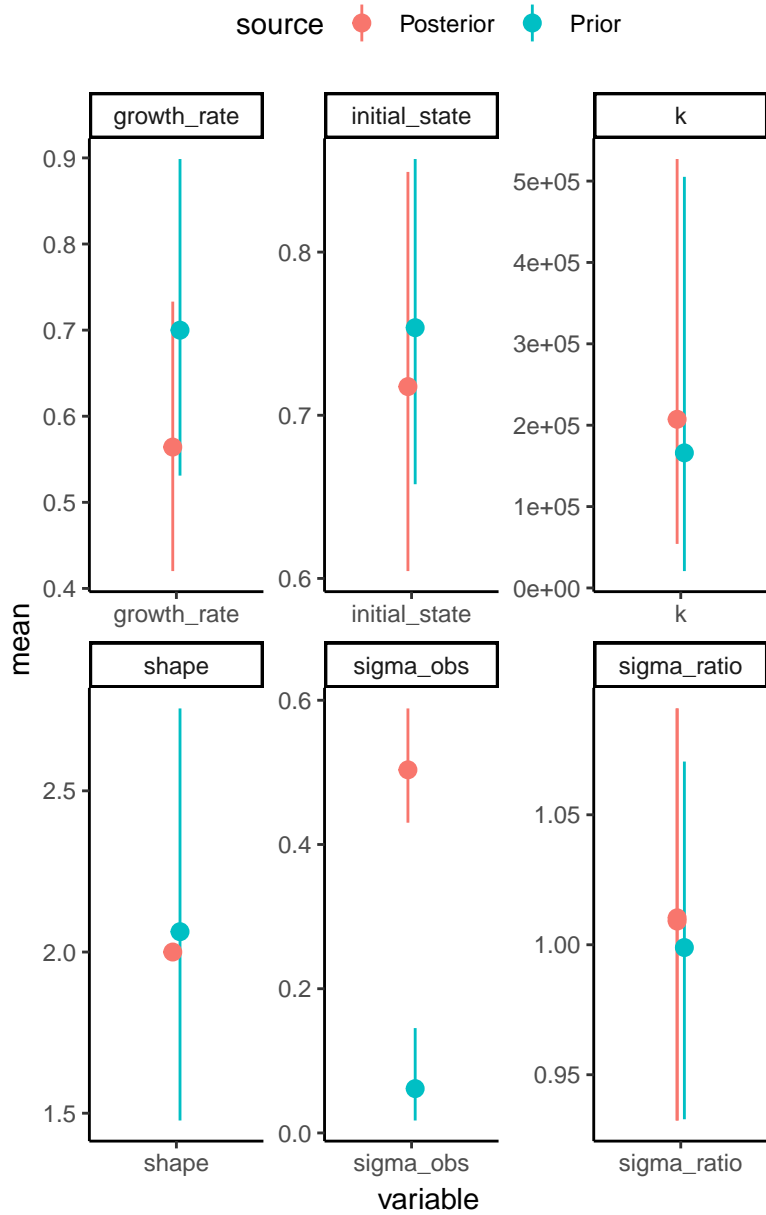 source Posterior Prior
growth_rate initial_state k
0.9
0.8
0.7
0.6
0.5
0.4
0.8
0.7
0.6
5e+05
4e+05
3e+05
2e+05
1e+05
0e+00
growth_rate initial_state k
mean
shape sigma_obs sigma_ratio
2.5
2.0
1.5
0.6
0.4
0.2
0.0
1.05
1.00
0.95
shape sigma_obs sigma_ratio
variable